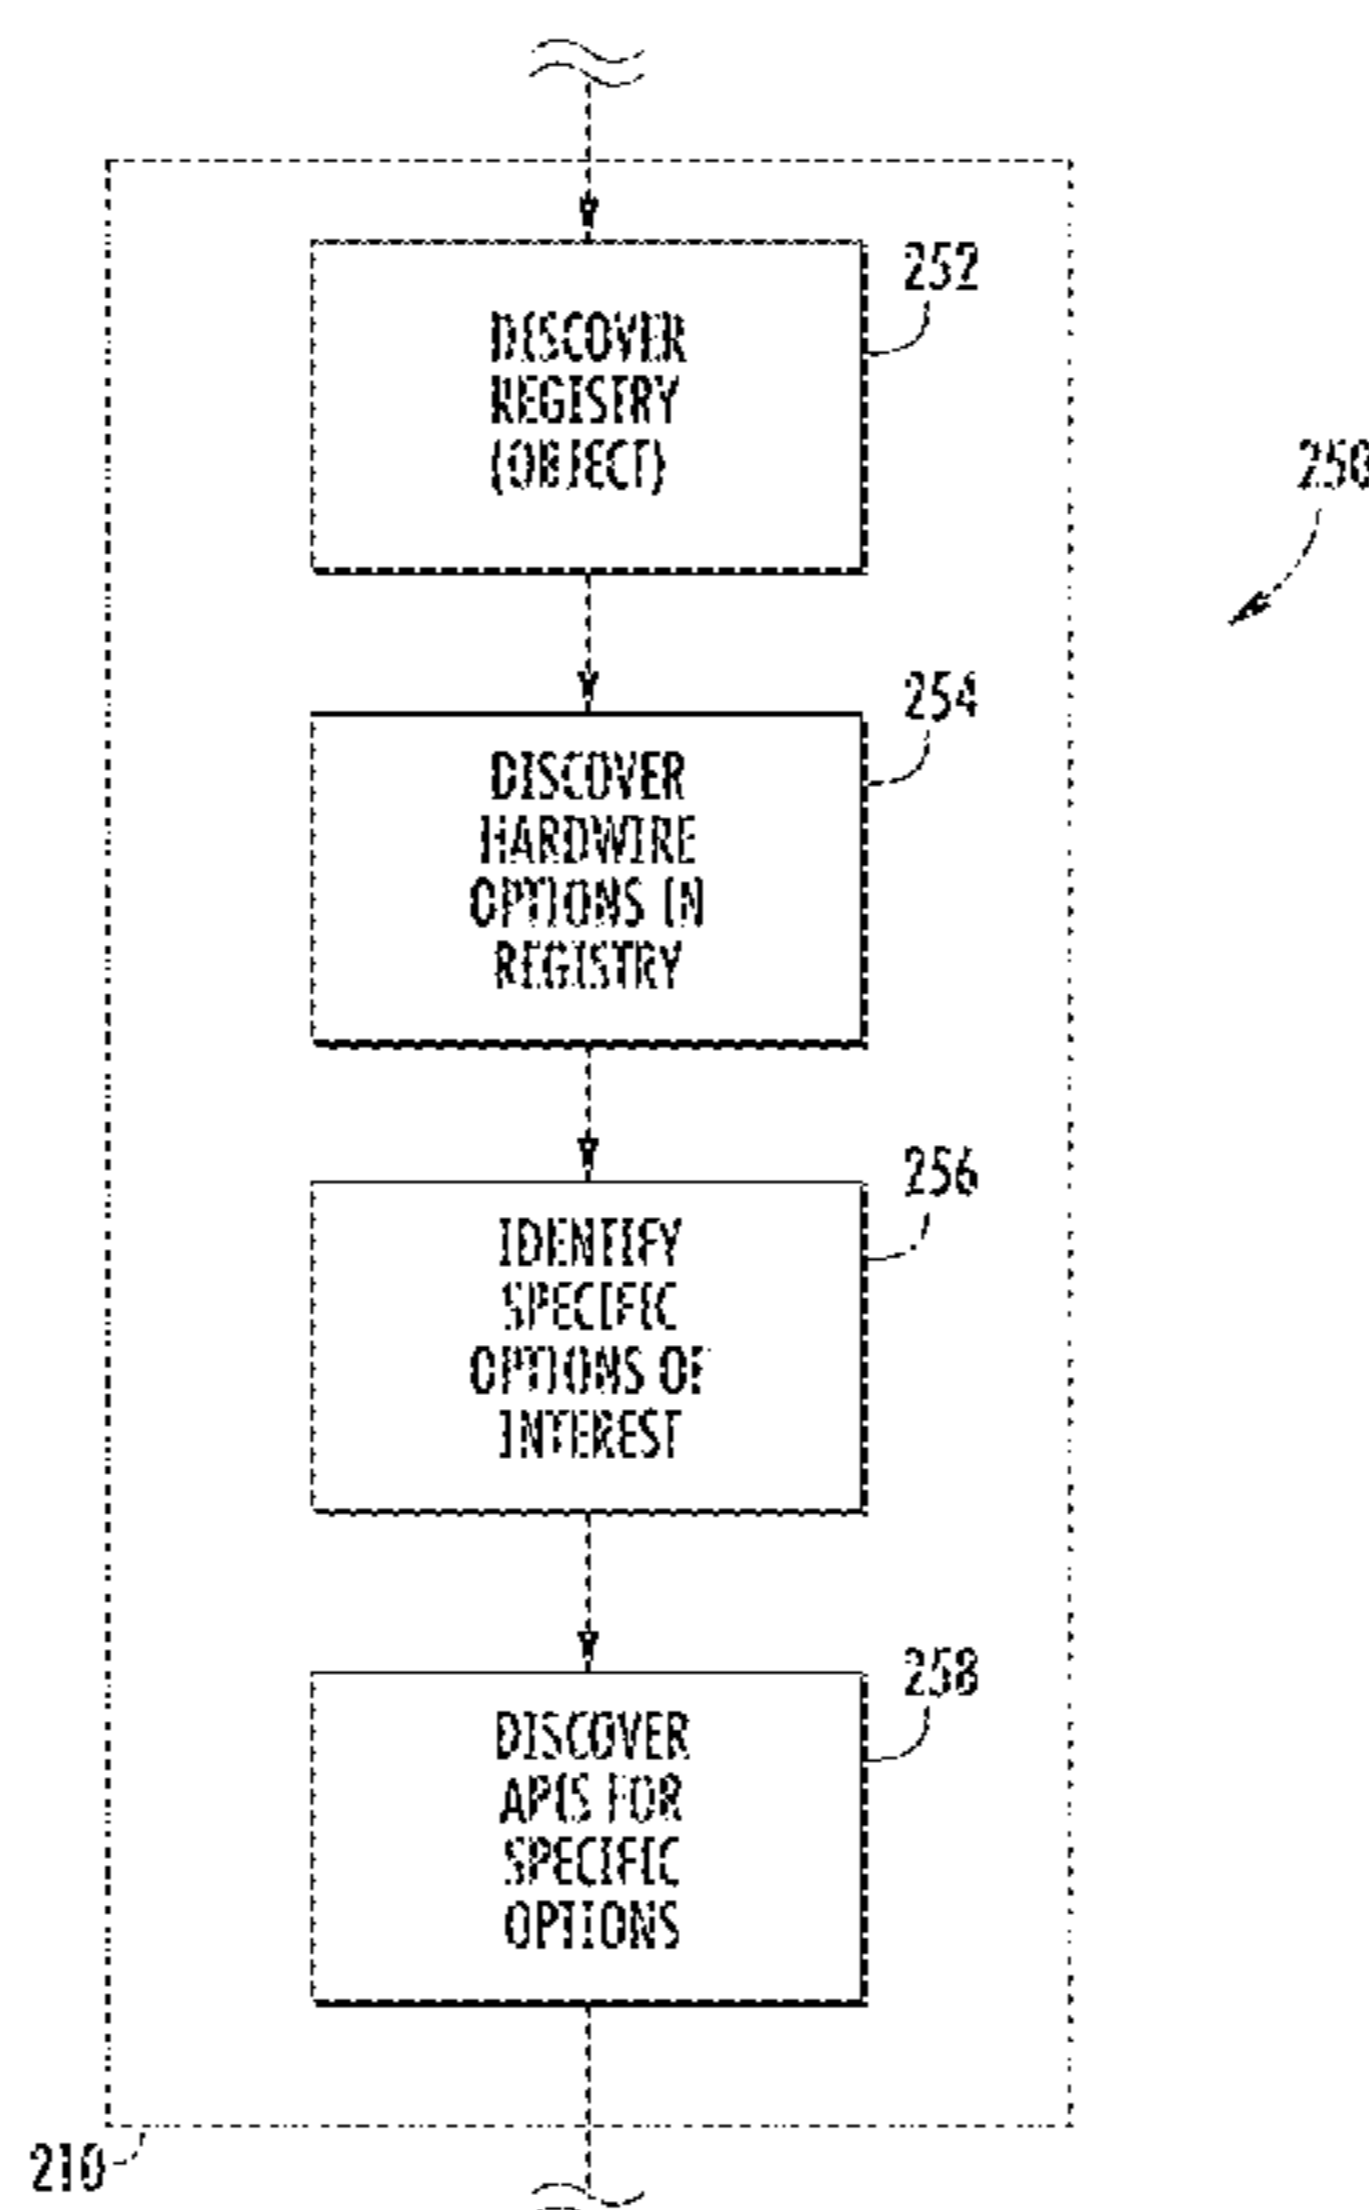 252
DISCOVER
REGISTRY
(OBJECT)
250
254
DISCOVER
HARDWIRE
OPTIONS IN
REGISTRY
256
IDENTIFY
SPECIFIC
OPTIONS OF
INTEREST
258
DISCOVER
APIS FOR
SPECIFIC
OPTIONS
210